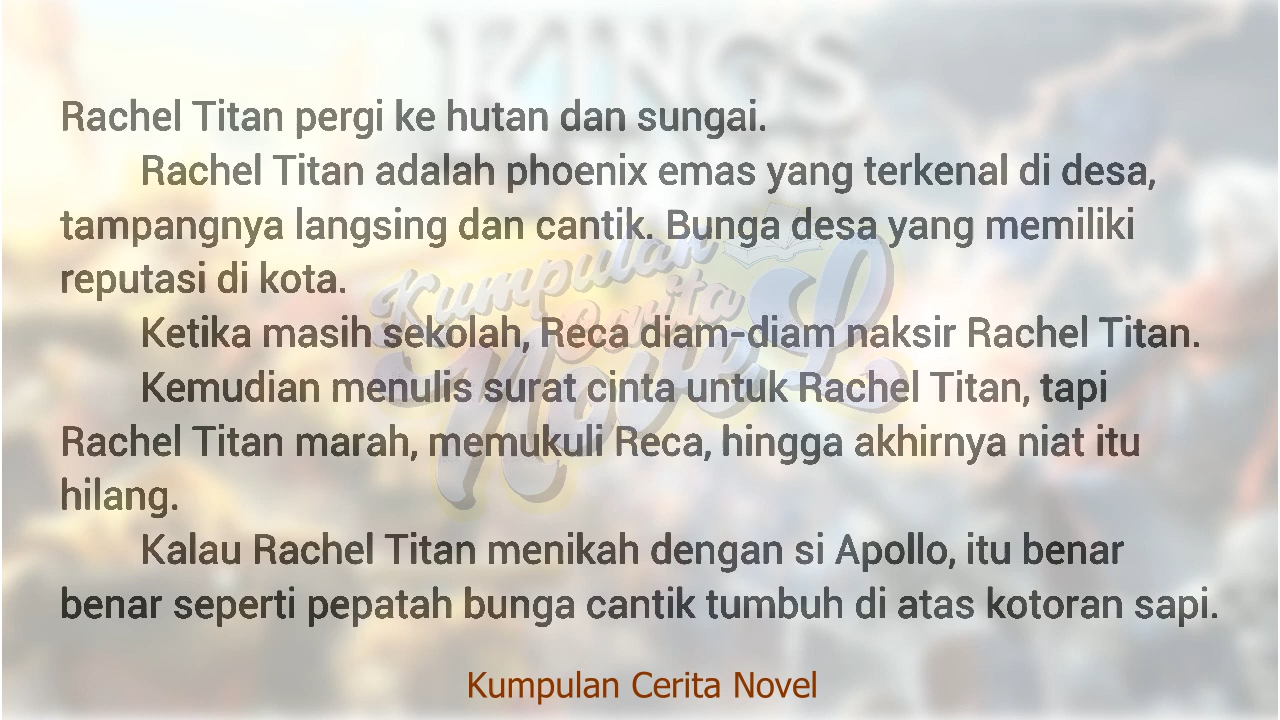 KINGS
Rachel Titan pergi ke hutan dan sungai.
Rachel Titan adalah phoenix emas yang terkenal di desa,
tampangnya langsing dan cantik. Bunga desa yang memiliki
reputasi di kota.
Ketika masih sekolah, Reca diam-diam naksir Rachel Titan.
Kemudian menulis surat cinta untuk Rachel Titan, tapi
Rachel Titan marah, memukuli Reca, hingga akhirnya niat itu
hilang.
Kalau Rachel Titan menikah dengan si Apollo, itu benar
benar seperti pepatah bunga cantik tumbuh di atas kotoran sapi.
Kumpulan
Cerita
Novel
Kumpulan Cerita Novel